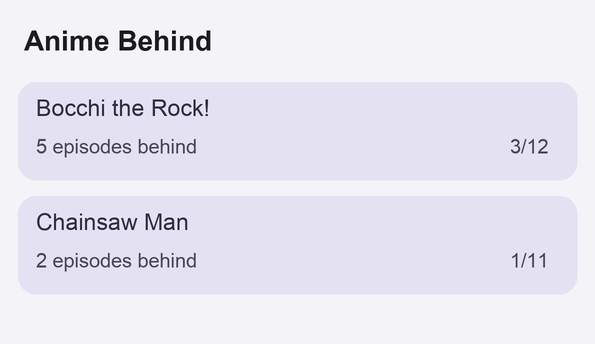 Anime Behind
Bocchi the Rock!
5 episodes behind 3/12
Chainsaw Man
2 episodes behind 1/11